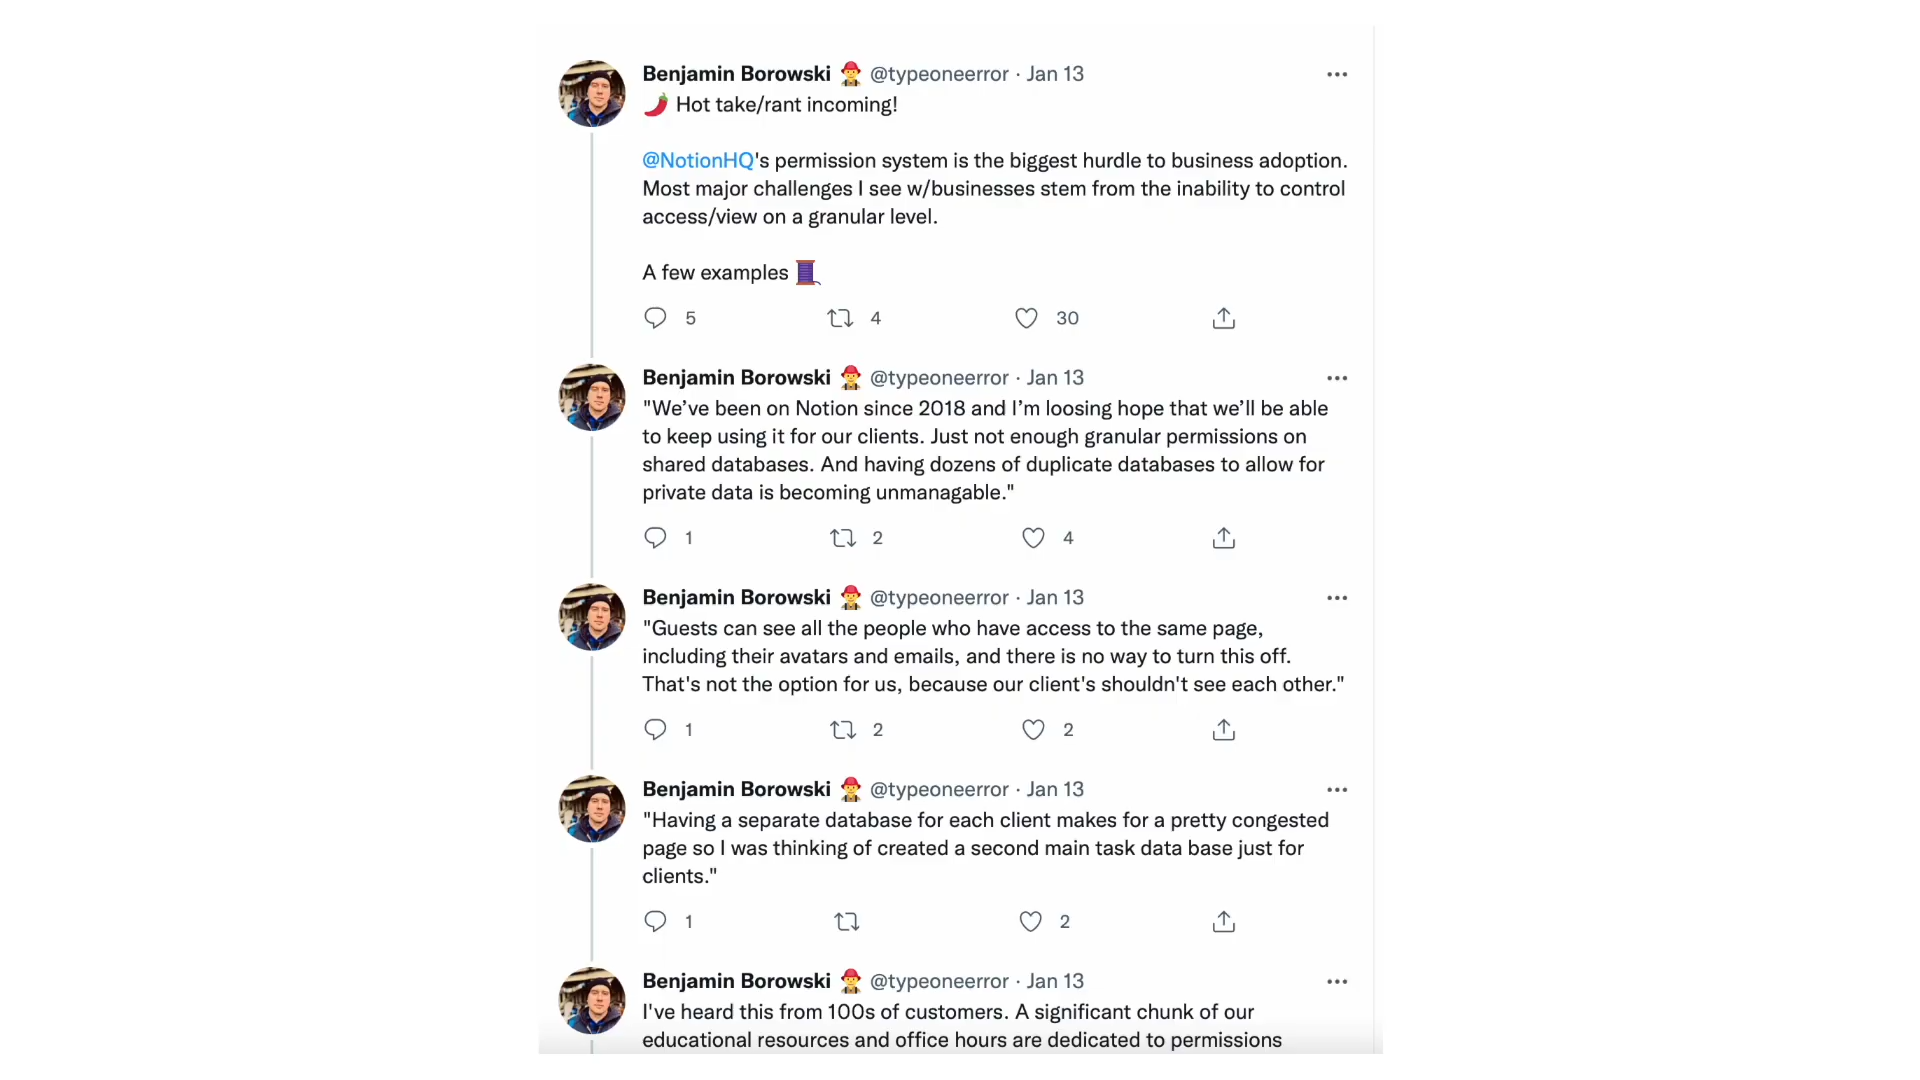 Benjamin Borowski @typeoneerror · Jan 13
Hot take/rant incoming!
@NotionHQ's permission system is the biggest hurdle to business adoption.
Most major challenges I see w/businesses stem from the inability to control
access/view on a granular level.
A few examples
5 4 30
Benjamin Borowski @typeoneerror · Jan 13
"We’ve been on Notion since 2018 and I’m loosing hope that we’ll be able
to keep using it for our clients. Just not enough granular permissions on
shared databases. And having dozens of duplicate databases to allow for
private data is becoming unmanagable."
1 2 4
Benjamin Borowski @typeoneerror · Jan 13
"Guests can see all the people who have access to the same page,
including their avatars and emails, and there is no way to turn this off.
That's not the option for us, because our client's shouldn't see each other."
1 2 2
Benjamin Borowski @typeoneerror · Jan 13
"Having a separate database for each client makes for a pretty congested
page so I was thinking of created a second main task data base just for
clients."
1 2
Benjamin Borowski @typeoneerror · Jan 13
I've heard this from 100s of customers. A significant chunk of our
educational resources and office hours are dedicated to permissions